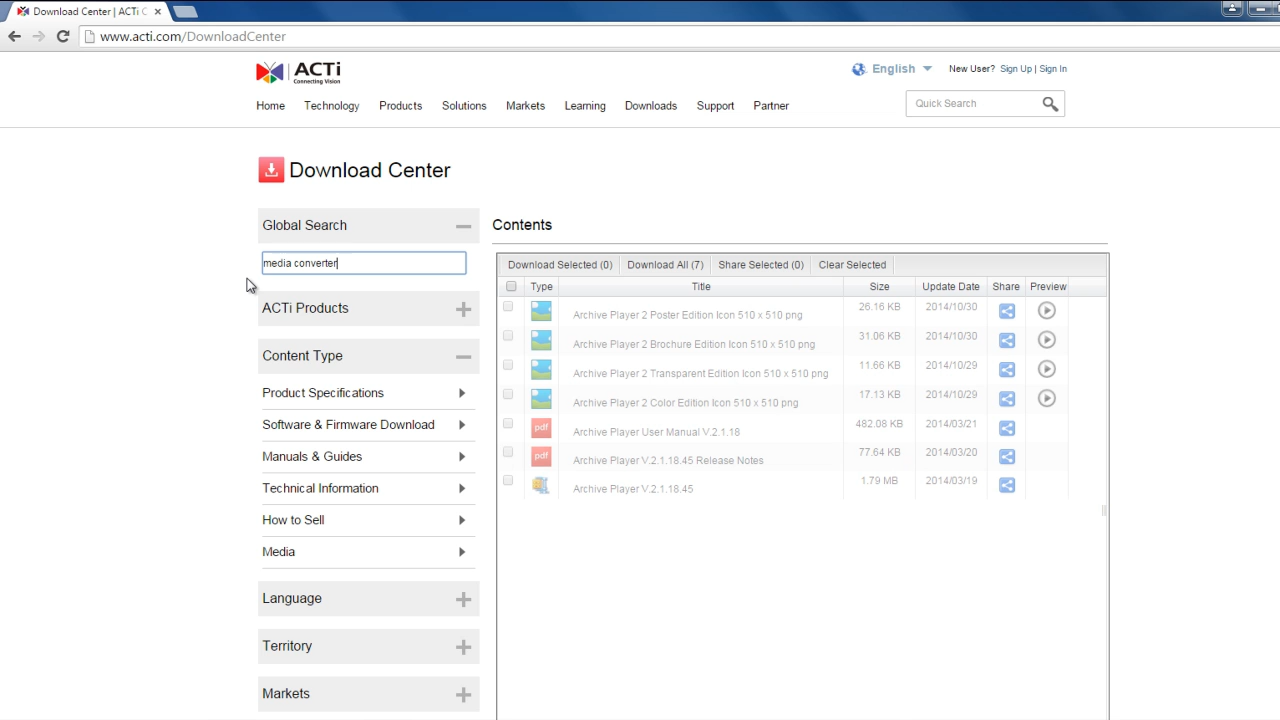 Download Center | ACTi C
www.acti.com/DownloadCenter
ACTi
Connecting Vision
English New User? Sign Up | Sign In
Home Technology Products Solutions Markets Learning Downloads Support Partner Quick Search
Download Center
Global Search
media converter
ACTi Products
Content Type
Product Specifications
Software & Firmware Download
Manuals & Guides
Technical Information
How to Sell
Media
Language
Territory
Markets
Contents
Download Selected (0) Download All (7) Share Selected (0) Clear Selected
Type Title Size Update Date Share Preview
Archive Player 2 Poster Edition Icon 510 x 510 png 26.16 KB 2014/10/30
Archive Player 2 Brochure Edition Icon 510 x 510 png 31.06 KB 2014/10/30
Archive Player 2 Transparent Edition Icon 510 x 510 png 11.66 KB 2014/10/29
Archive Player 2 Color Edition Icon 510 x 510 png 17.13 KB 2014/10/29
pdf Archive Player User Manual V.2.1.18 482.08 KB 2014/03/21
pdf Archive Player V.2.1.18.45 Release Notes 77.64 KB 2014/03/20
Archive Player V.2.1.18.45 1.79 MB 2014/03/19